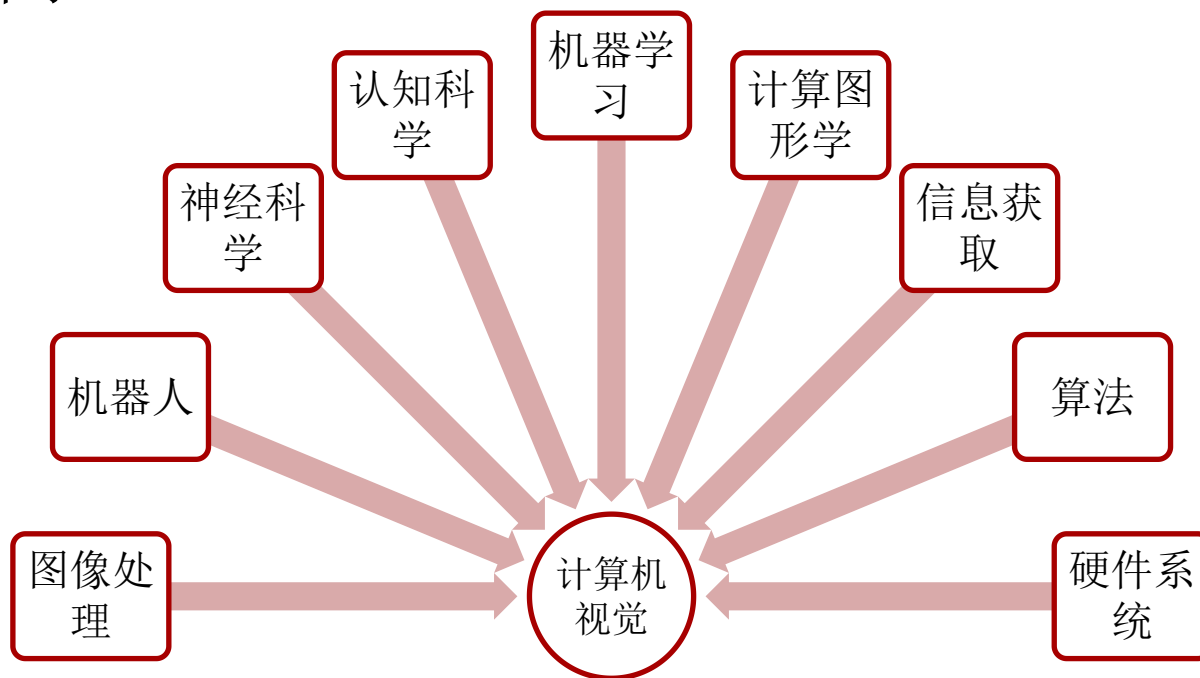 机器学
习
认知科
学
计算图
形学
神经科
学
信息获
取
机器人
算法
图像处
理
计算机
视觉
硬件系
统